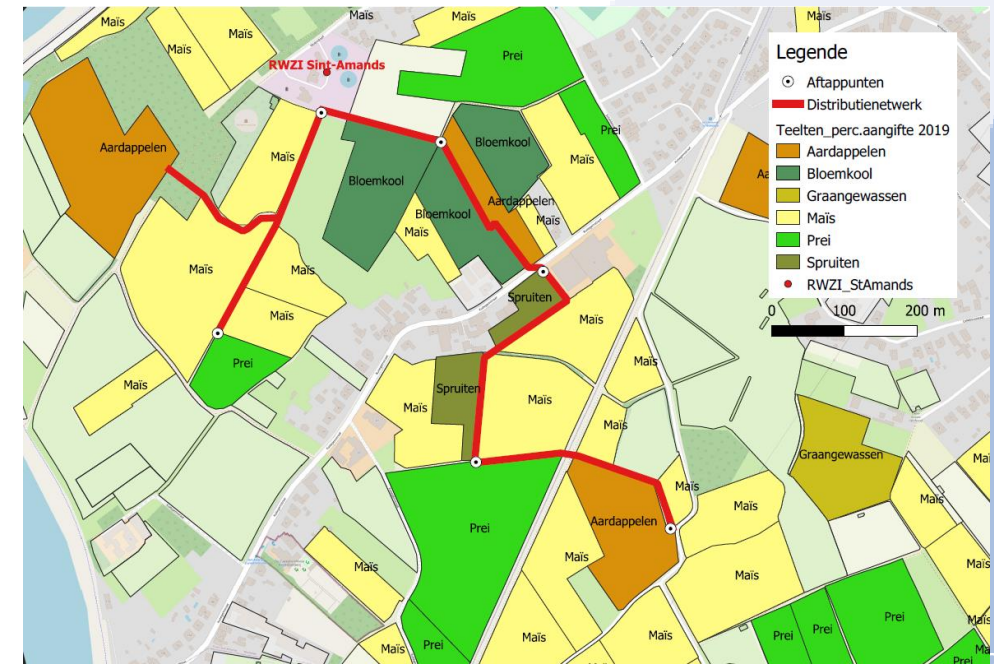 Maïs
Maïs
Maïs
Maïs
Prei
RWZI Sint-Amands
Aardappelen
Maïs
Bloemkool
Bloemkool
Maïs
Prei
Aardappelen
Bloemkool
Maïs
Maïs
Maïs
Maïs
Spruiten
Maïs
Maïs
Prei
Maïs
Maïs
Spruiten
Maïs
Maïs
Maïs
Graangewassen
Maïs
Maïs
Maïs
Aardappelen
Prei
Maïs
Maïs
Maïs
Maïs
Prei
Prei
Prei
Maïs
Prei
Maïs
Maïs
Legende
Aftappunten
Distributienetwerk
Teelten_perc.aangifte 2019
Aardappelen
Bloemkool
Graangewassen
Maïs
Prei
Spruiten
RWZI_StAmands
0 100 200 m